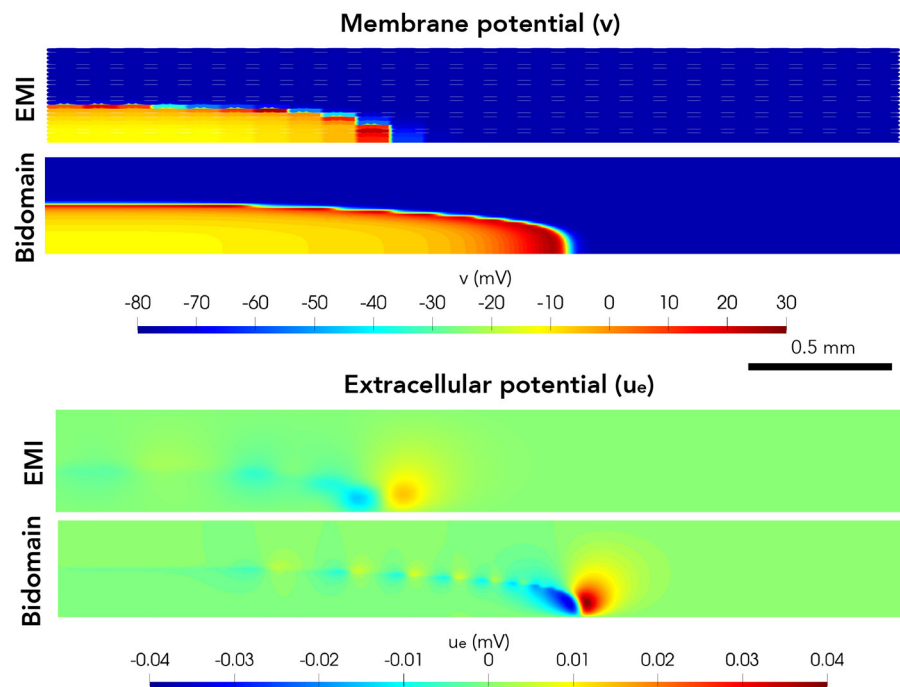 Membrane potential (v)
EMI
Bidomain
v (mV)
-80 -70 -60 -50 -40 -30 -20 -10 0 10 20 30
0.5 mm
Extracellular potential (ue)
EMI
Bidomain
ue (mV)
-0.04 -0.03 -0.02 -0.01 0 0.01 0.02 0.03 0.04